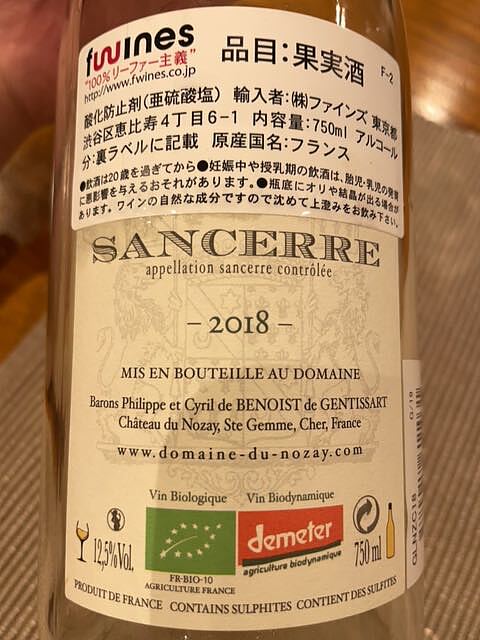 fwines
"100%リーファー主義"
http://www.fwines.co.jp
品目：果実酒 F-2
酸化防止剤(亜硫酸塩) 輸入者：㈱ファインズ 東京都
渋谷区恵比寿4丁目6−1 内容量：750ml アルコール
分：裏ラベルに記載 原産国名：フランス
●飲酒は20歳を過ぎてから●妊娠中や授乳期の飲酒は、胎児・乳児の発育
に悪影響を与えるおそれがあります。●瓶底にオリや結晶が出る場合が
あります。ワインの自然な成分ですので沈めて上澄みをお飲み下さい。
SANCERRE
appellation sancerre contrôlée
– 2018 –
MIS EN BOUTEILLE AU DOMAINE
Barons Philippe et Cyril de BENOIST de GENTISSART
Château du Nozay, Ste Gemme, Cher, France
www.domaine-du-nozay.com
Vin Biologique Vin Biodynamique
demeter
agriculture biodynamique
12,5%Vol. 750 ml
FR-BIO-10
AGRICULTURE FRANCE
PRODUIT DE FRANCE CONTAINS SULPHITES CONTIENT DES SULFITES